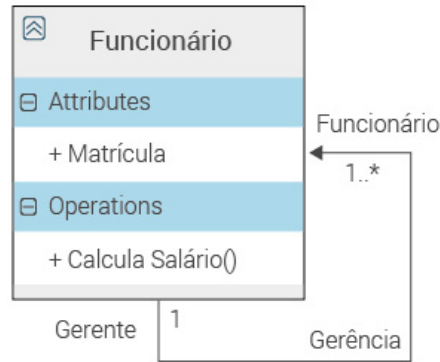 Funcionário
Attributes
+ Matrícula
Operations
+ Calcula Salário()
Funcionário
1..*
Gerente
1
Gerência